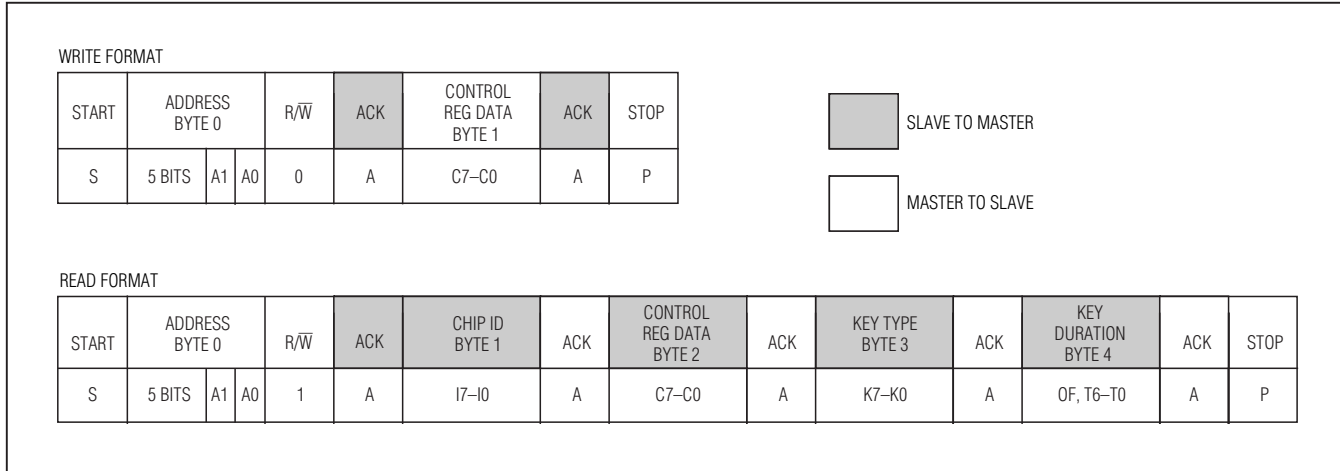 WRITE FORMAT
START
ADDRESS
BYTE 0
R/W̅
ACK
CONTROL
REG DATA
BYTE 1
ACK
STOP
S
5 BITS
A1
A0
0
A
C7–C0
A
P
SLAVE TO MASTER
MASTER TO SLAVE
READ FORMAT
START
ADDRESS
BYTE 0
R/W̅
ACK
CHIP ID
BYTE 1
ACK
CONTROL
REG DATA
BYTE 2
ACK
KEY TYPE
BYTE 3
ACK
KEY
DURATION
BYTE 4
ACK
STOP
S
5 BITS
A1
A0
1
A
I7–I0
A
C7–C0
A
K7–K0
A
OF, T6–T0
A
P